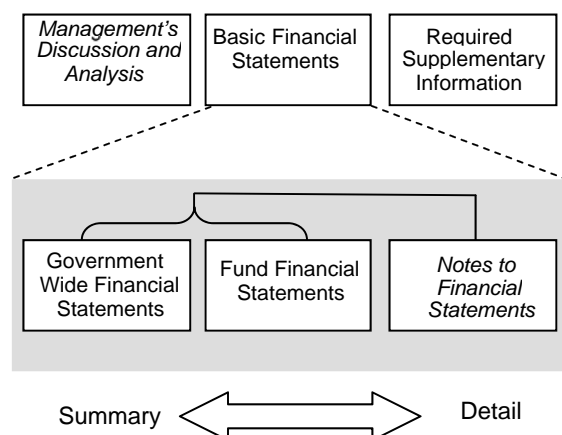 Management's
Discussion and
Analysis
Basic Financial
Statements
Required
Supplementary
Information
Government
Wide Financial
Statements
Fund Financial
Statements
Notes to
Financial
Statements
Summary
Detail